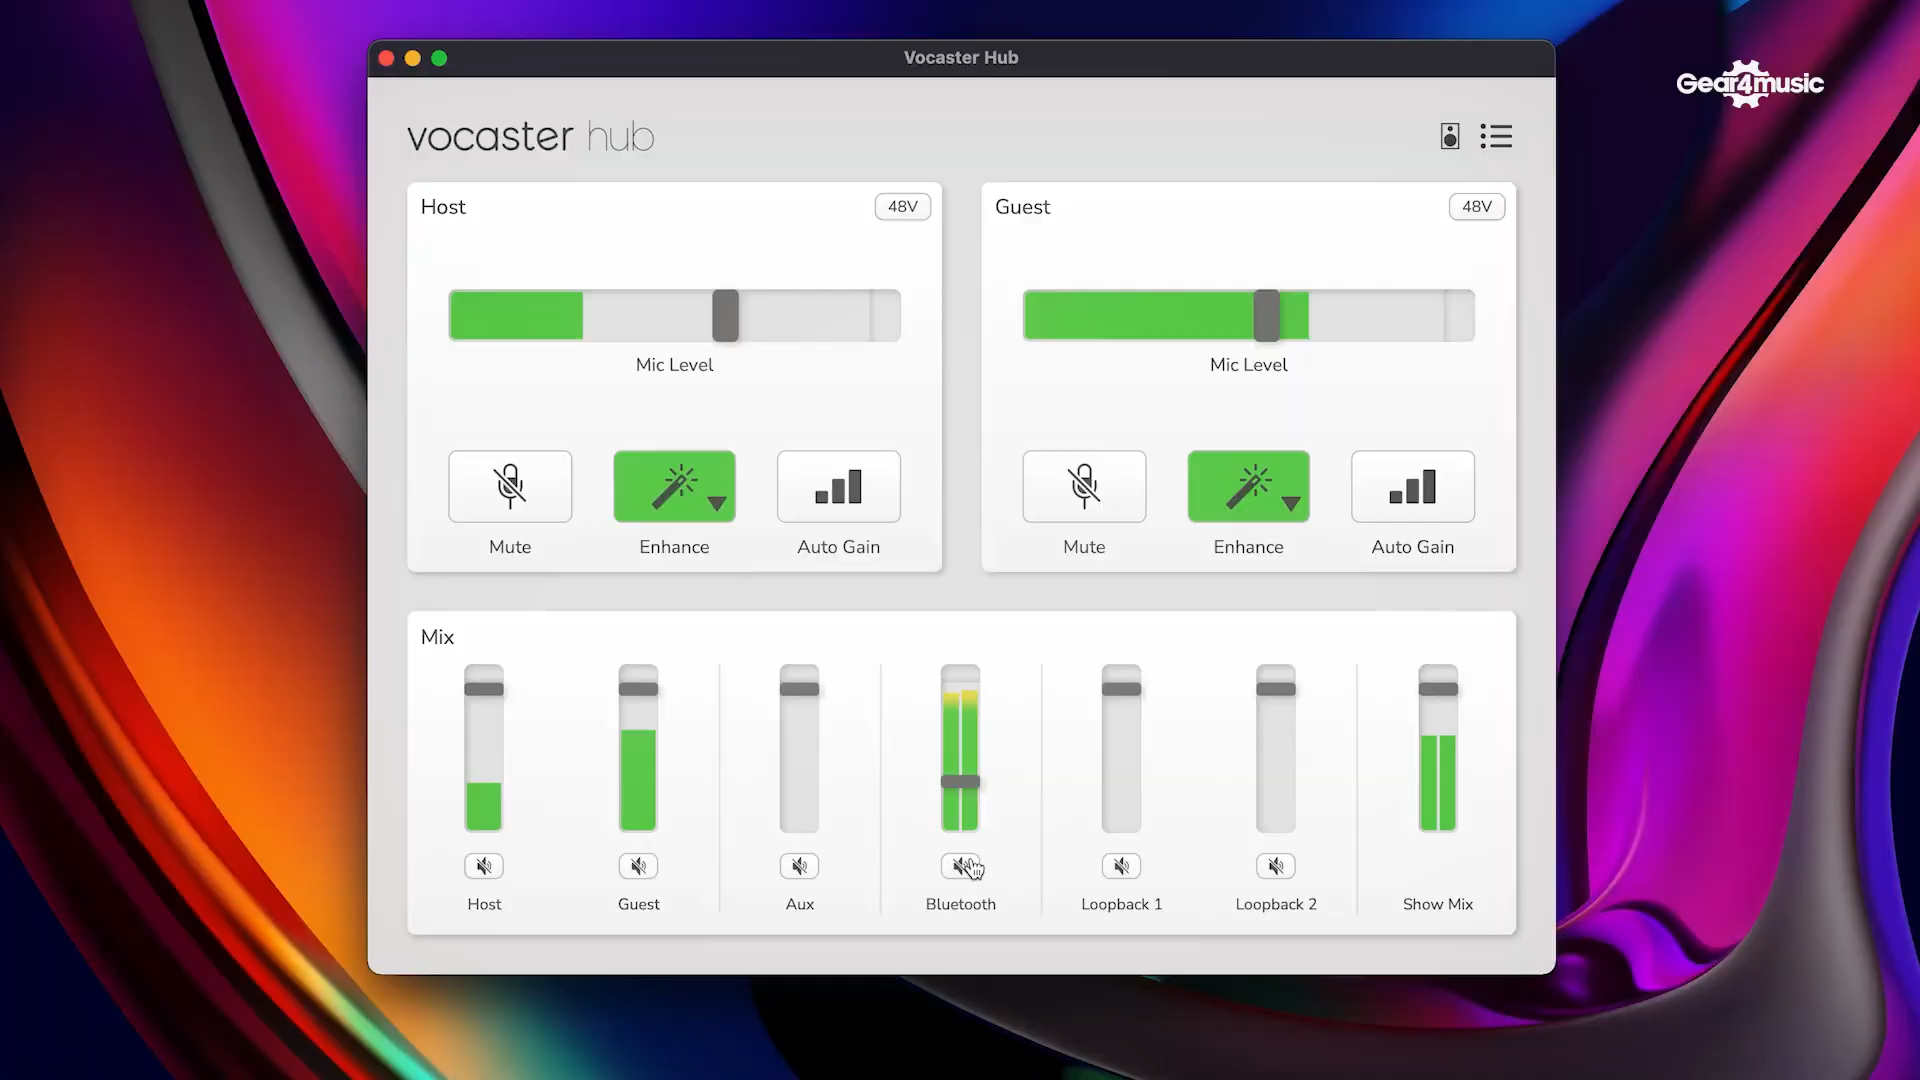 Vocaster Hub
Gear4music
vocaster hub
Host
48V
Guest
48V
Mic Level
Mic Level
Mute
Enhance
Auto Gain
Mute
Enhance
Auto Gain
Mix
Host
Guest
Aux
Bluetooth
Loopback 1
Loopback 2
Show Mix